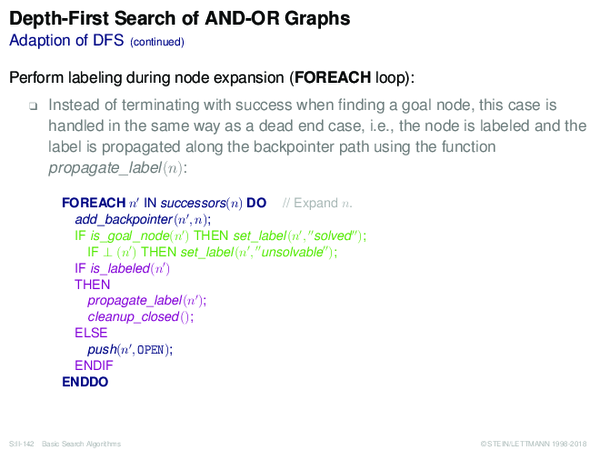 Depth-First Search of AND-OR Graphs
Adaption of DFS (continued)
Perform labeling during node expansion (FOREACH loop):
❑ Instead of terminating with success when finding a goal node, this case is
handled in the same way as a dead end case, i.e., the node is labeled and the
label is propagated along the backpointer path using the function
propagate_label(n):
FOREACH n′ IN successors(n) DO // Expand n.
add_backpointer(n′, n);
IF is_goal_node(n′) THEN set_label(n′, "solved");
IF ⊥ (n′) THEN set_label(n′, "unsolvable");
IF is_labeled(n′)
THEN
propagate_label(n′);
cleanup_closed();
ELSE
push(n′, OPEN);
ENDIF
ENDDO
S:II-142 Basic Search Algorithms © STEIN/LETTMANN 1998-2018